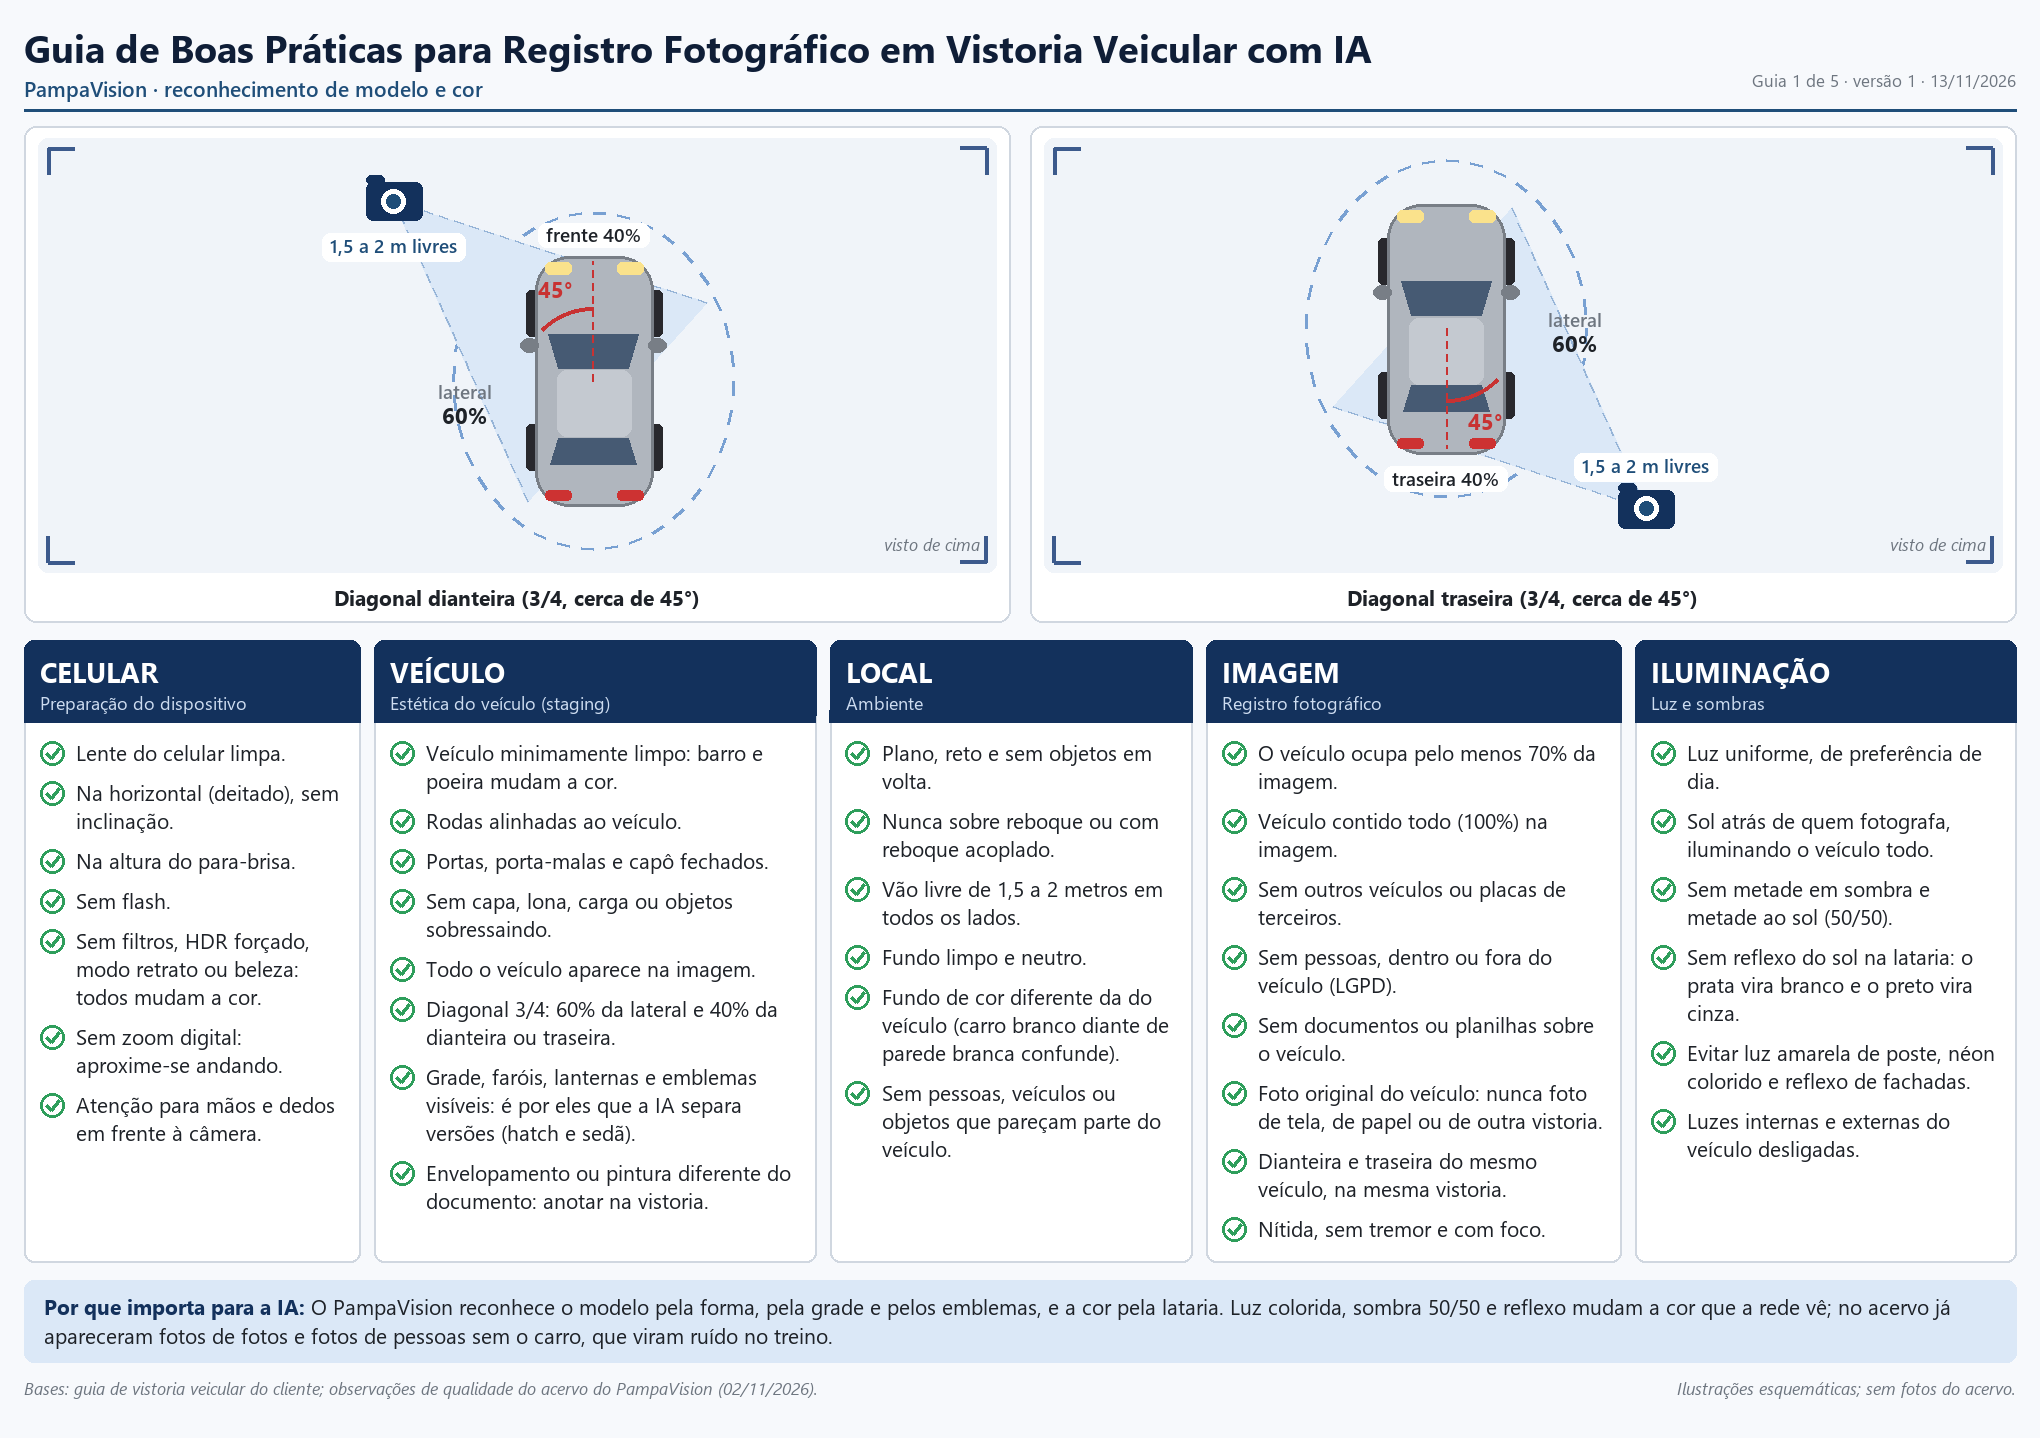 Guia de Boas Práticas para Registro Fotográfico em Vistoria Veicular com IA
PampaVision · reconhecimento de modelo e cor
Guia 1 de 5 · versão 1 · 13/11/2026
1,5 a 2 m livres
frente 40%
45°
lateral
60%
visto de cima
Diagonal dianteira (3/4, cerca de 45°)
lateral
60%
45°
1,5 a 2 m livres
traseira 40%
visto de cima
Diagonal traseira (3/4, cerca de 45°)
CELULAR
Preparação do dispositivo
Lente do celular limpa.
Na horizontal (deitado), sem
inclinação.
Na altura do para-brisa.
Sem flash.
Sem filtros, HDR forçado,
modo retrato ou beleza:
todos mudam a cor.
Sem zoom digital:
aproxime-se andando.
Atenção para mãos e dedos
em frente à câmera.
VEÍCULO
Estética do veículo (staging)
Veículo minimamente limpo: barro e
poeira mudam a cor.
Rodas alinhadas ao veículo.
Portas, porta-malas e capô fechados.
Sem capa, lona, carga ou objetos
sobressaindo.
Todo o veículo aparece na imagem.
Diagonal 3/4: 60% da lateral e 40% da
dianteira ou traseira.
Grade, faróis, lanternas e emblemas
visíveis: é por eles que a IA separa
versões (hatch e sedã).
Envelopamento ou pintura diferente do
documento: anotar na vistoria.
LOCAL
Ambiente
Plano, reto e sem objetos em
volta.
Nunca sobre reboque ou com
reboque acoplado.
Vão livre de 1,5 a 2 metros em
todos os lados.
Fundo limpo e neutro.
Fundo de cor diferente da do
veículo (carro branco diante de
parede branca confunde).
Sem pessoas, veículos ou
objetos que pareçam parte do
veículo.
IMAGEM
Registro fotográfico
O veículo ocupa pelo menos 70% da
imagem.
Veículo contido todo (100%) na
imagem.
Sem outros veículos ou placas de
terceiros.
Sem pessoas, dentro ou fora do
veículo (LGPD).
Sem documentos ou planilhas sobre
o veículo.
Foto original do veículo: nunca foto
de tela, de papel ou de outra vistoria.
Dianteira e traseira do mesmo
veículo, na mesma vistoria.
Nítida, sem tremor e com foco.
ILUMINAÇÃO
Luz e sombras
Luz uniforme, de preferência de
dia.
Sol atrás de quem fotografa,
iluminando o veículo todo.
Sem metade em sombra e
metade ao sol (50/50).
Sem reflexo do sol na lataria: o
prata vira branco e o preto vira
cinza.
Evitar luz amarela de poste, néon
colorido e reflexo de fachadas.
Luzes internas e externas do
veículo desligadas.
Por que importa para a IA: O PampaVision reconhece o modelo pela forma, pela grade e pelos emblemas, e a cor pela lataria. Luz colorida, sombra 50/50 e reflexo mudam a cor que a rede vê; no acervo já
apareceram fotos de fotos e fotos de pessoas sem o carro, que viram ruído no treino.
Bases: guia de vistoria veicular do cliente; observações de qualidade do acervo do PampaVision (02/11/2026).
Ilustrações esquemáticas; sem fotos do acervo.